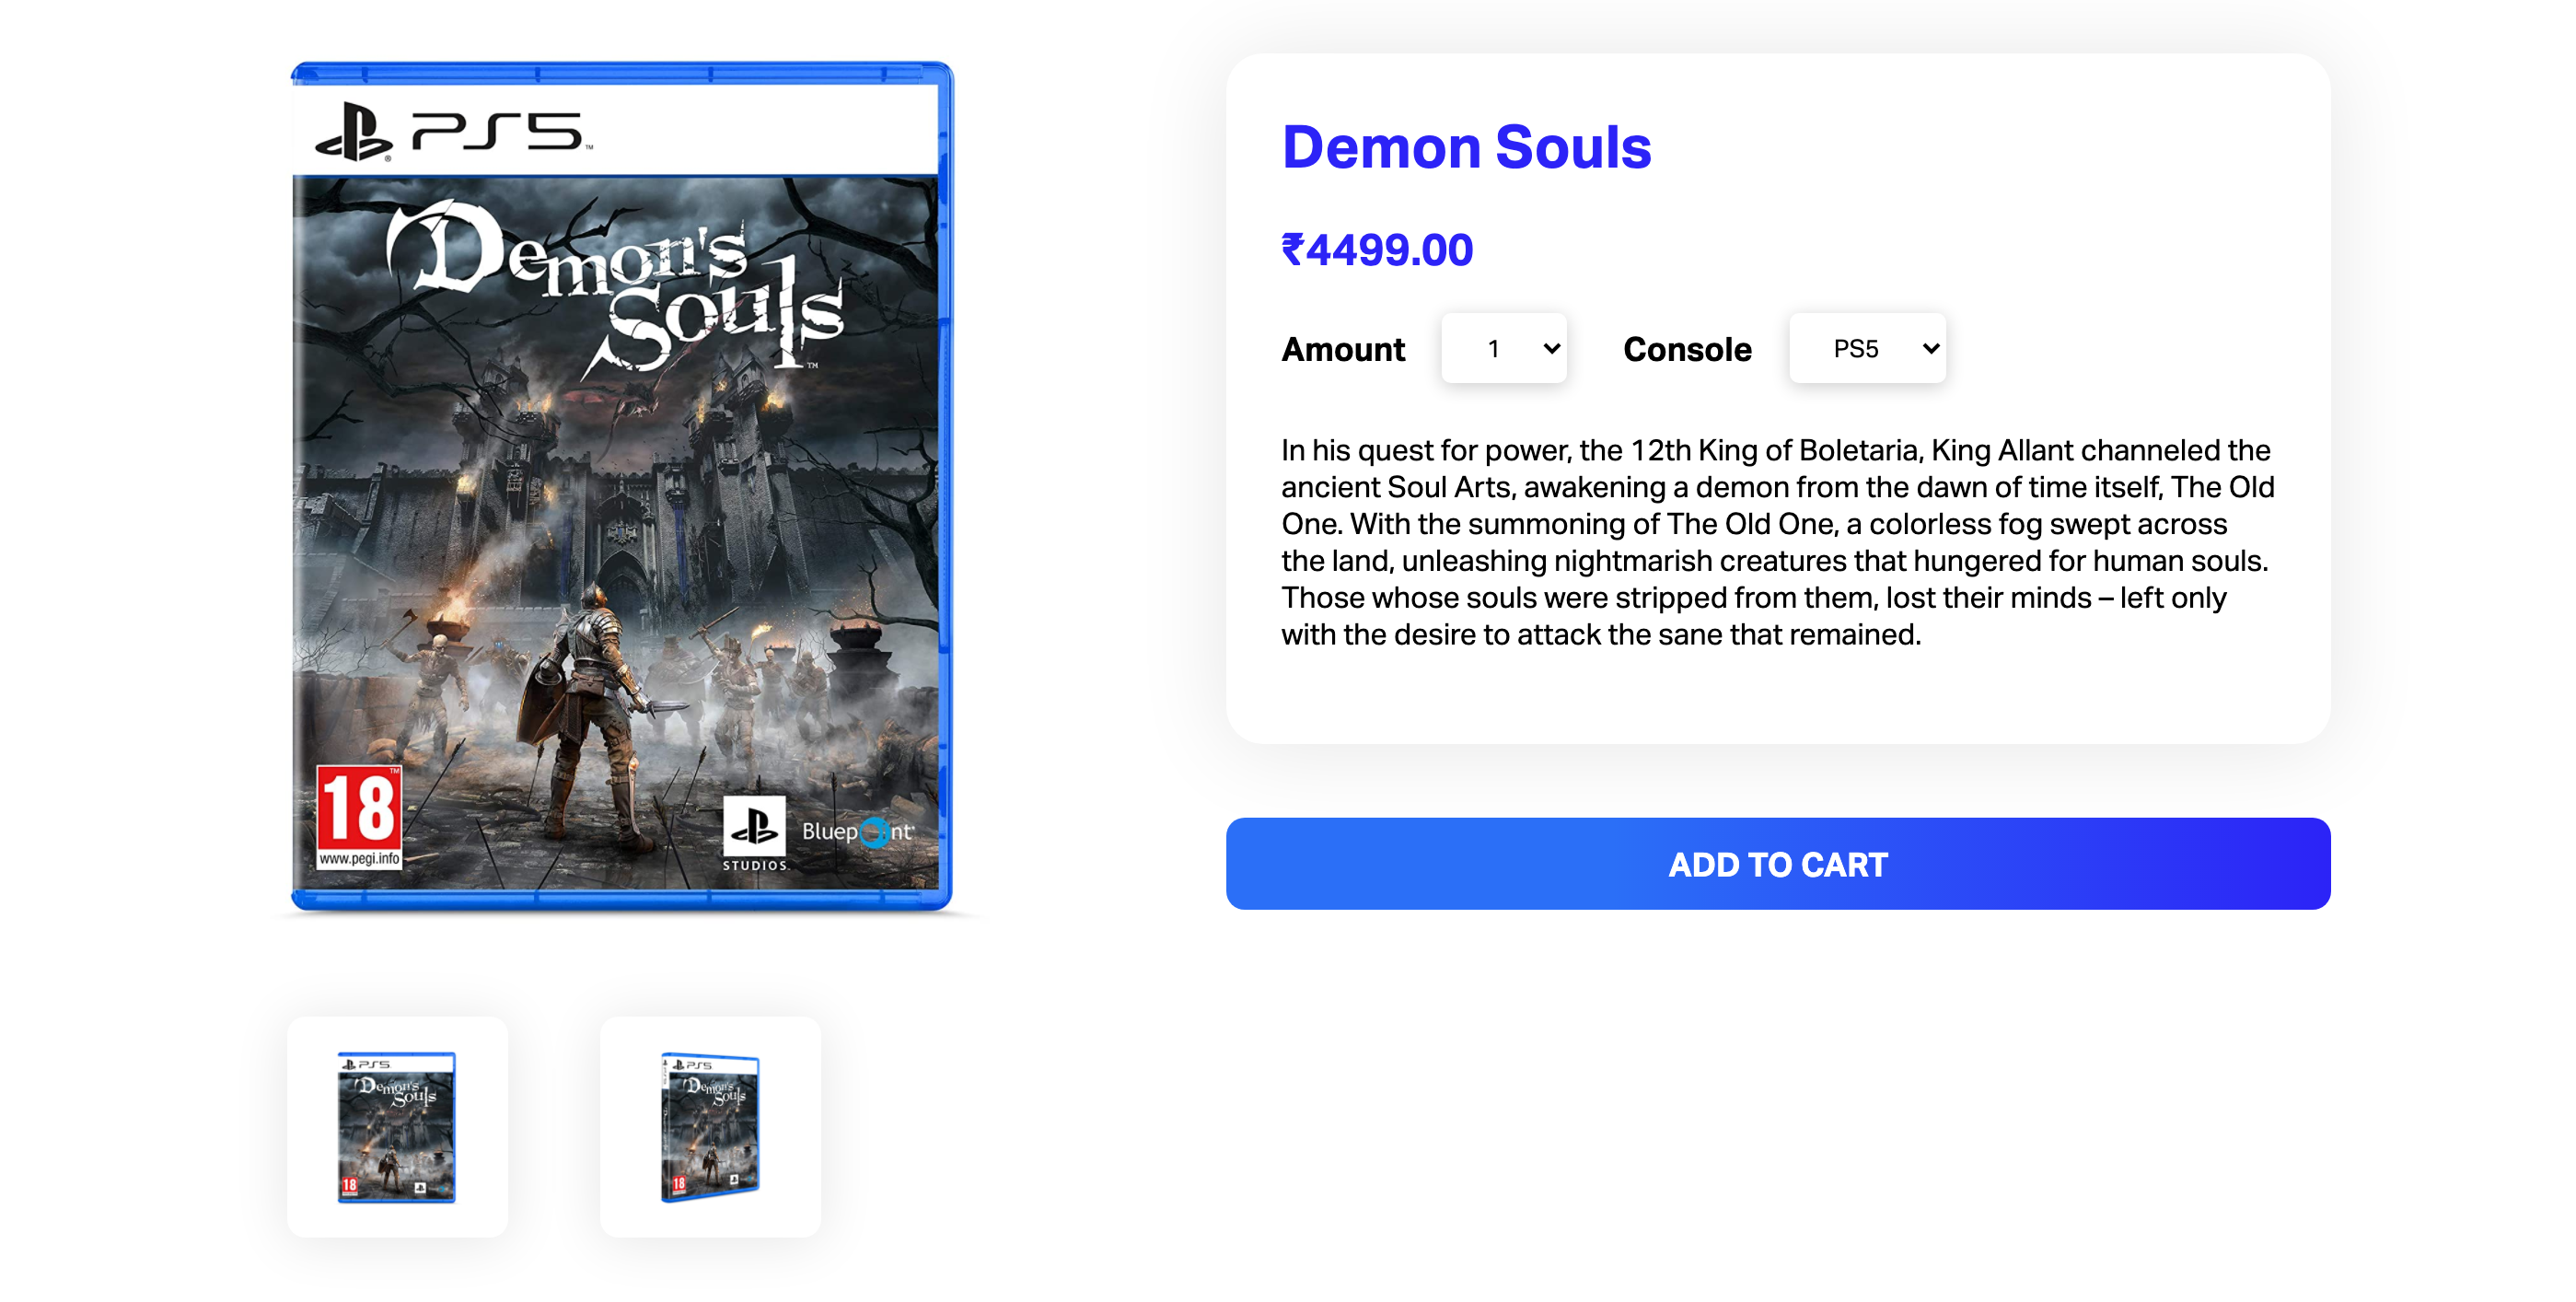 PS5
Demon's
Souls
18
www.pegi.info
STUDIOS
Bluepoint
Demon Souls
₹4499.00
Amount 1 Console PS5
In his quest for power, the 12th King of Boletaria, King Allant channeled the
ancient Soul Arts, awakening a demon from the dawn of time itself, The Old
One. With the summoning of The Old One, a colorless fog swept across
the land, unleashing nightmarish creatures that hungered for human souls.
Those whose souls were stripped from them, lost their minds – left only
with the desire to attack the sane that remained.
ADD TO CART
PS5
Demon's
Souls
18
PS5
Demon's
Souls
18